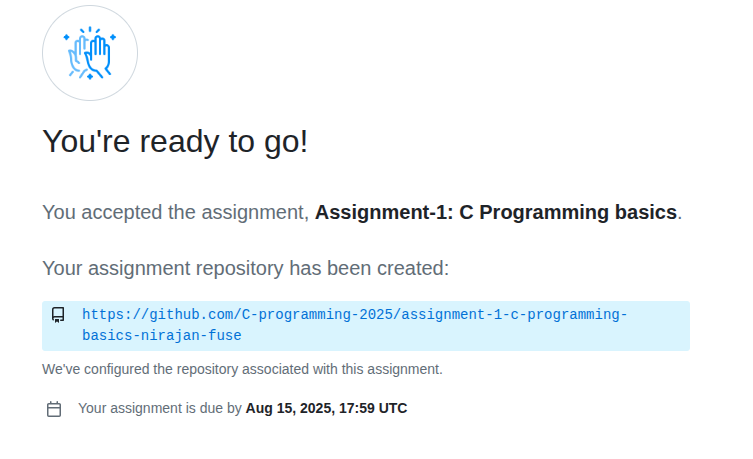 You're ready to go!
You accepted the assignment, Assignment-1: C Programming basics.
Your assignment repository has been created:
https://github.com/C-programming-2025/assignment-1-c-programming-
basics-nirajan-fuse
We've configured the repository associated with this assignment.
Your assignment is due by Aug 15, 2025, 17:59 UTC